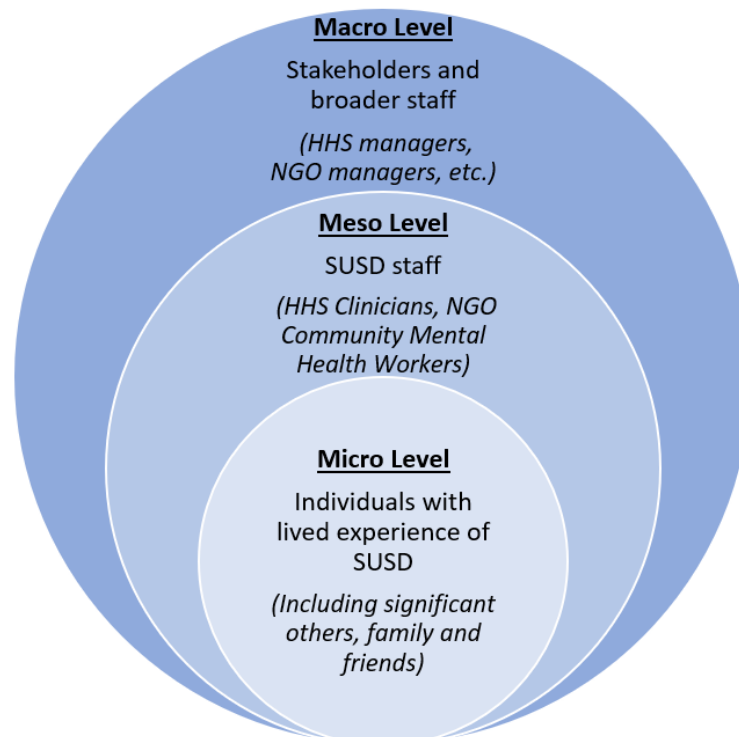 Macro Level
Stakeholders and
broader staff
(HHS managers,
NGO managers, etc.)
Meso Level
SUSD staff
(HHS Clinicians, NGO
Community Mental
Health Workers)
Micro Level
Individuals with
lived experience of
SUSD
(Including significant
others, family and
friends)